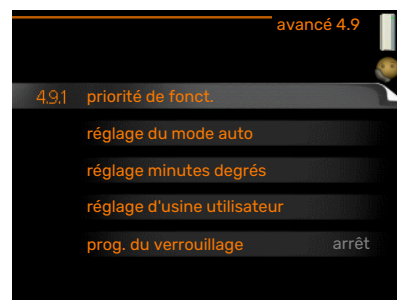 avancé 4.9
4.9.1 priorité de fonct.
réglage du mode auto
réglage minutes degrés
réglage d'usine utilisateur
prog. du verrouillage arrêt